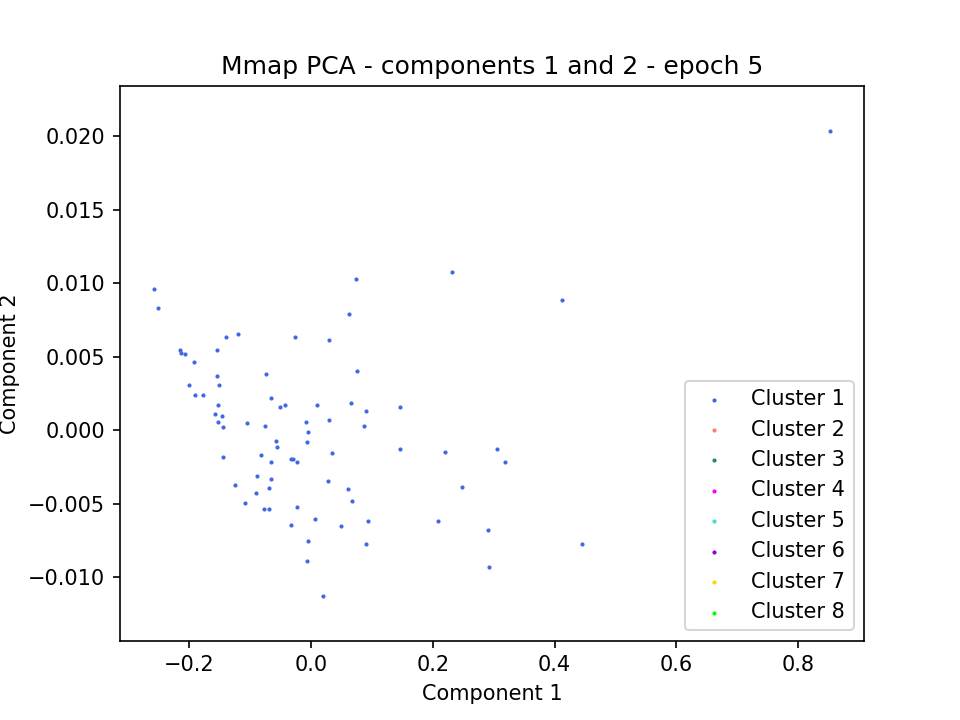 Mmap PCA - components 1 and 2 - epoch 5
0.020
0.015
0.010
0.005
0.000
−0.005
−0.010
Component 2
−0.2
0.0
0.2
0.4
0.6
0.8
Component 1
Cluster 1
Cluster 2
Cluster 3
Cluster 4
Cluster 5
Cluster 6
Cluster 7
Cluster 8